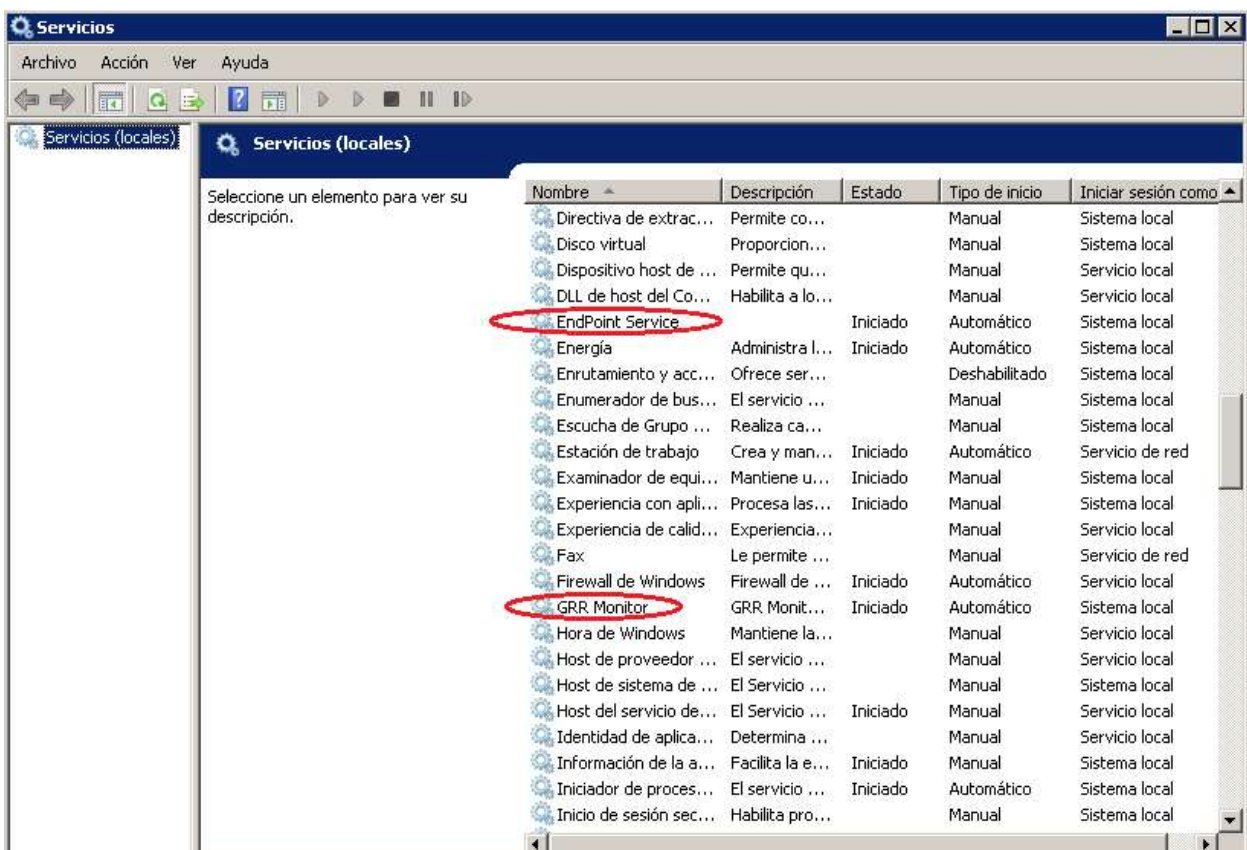 Servicios
Archivo Acción Ver Ayuda
Servicios (locales)
Servicios (locales)
Seleccione un elemento para ver su
descripción.
Nombre Descripción Estado Tipo de inicio Iniciar sesión como
Directiva de extrac... Permite co... Manual Sistema local
Disco virtual Proporcion... Manual Sistema local
Dispositivo host de ... Permite qu... Manual Servicio local
DLL de host del Co... Habilita a lo... Manual Servicio local
EndPoint Service Iniciado Automático Sistema local
Energía Administra l... Iniciado Automático Sistema local
Enrutamiento y acc... Ofrece ser... Deshabilitado Sistema local
Enumerador de bus... El servicio ... Manual Sistema local
Escucha de Grupo ... Realiza ca... Manual Sistema local
Estación de trabajo Crea y man... Iniciado Automático Servicio de red
Examinador de equi... Mantiene u... Iniciado Manual Sistema local
Experiencia con apli... Procesa las... Iniciado Manual Sistema local
Experiencia de calid... Experiencia... Manual Servicio local
Fax Le permite ... Manual Servicio de red
Firewall de Windows Firewall de ... Iniciado Automático Servicio local
GRR Monitor GRR Monit... Iniciado Automático Sistema local
Hora de Windows Mantiene la... Manual Servicio local
Host de proveedor ... El servicio ... Manual Servicio local
Host de sistema de ... El Servicio ... Manual Sistema local
Host del servicio de... El Servicio ... Iniciado Manual Servicio local
Identidad de aplica... Determina ... Manual Servicio local
Información de la a... Facilita la e... Iniciado Manual Sistema local
Iniciador de proces... El servicio ... Iniciado Automático Sistema local
Inicio de sesión sec... Habilita pro... Manual Sistema local